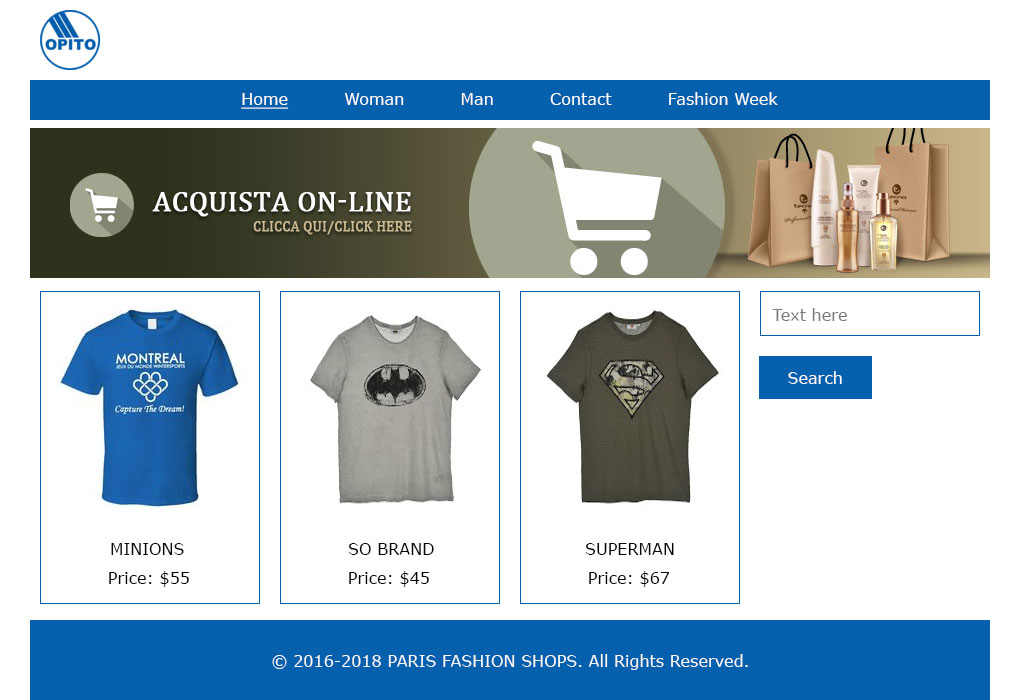 OPITO
Home Woman Man Contact Fashion Week
ACQUISTA ON-LINE
CLICCA QUI/CLICK HERE
MONTREAL
JEUX DU MONDE WINTERSPORTS
Capture The Dream!
Text here
Search
MINIONS
Price: $55
SO BRAND
Price: $45
SUPERMAN
Price: $67
© 2016-2018 PARIS FASHION SHOPS. All Rights Reserved.